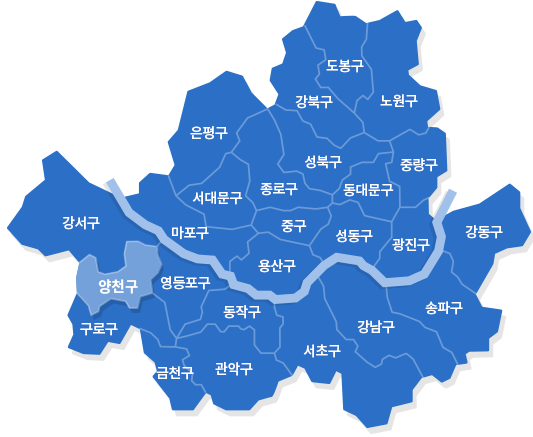 도봉구
강북구
노원구
은평구
성북구
중랑구
서대문구
종로구
동대문구
강서구
마포구
중구
성동구
광진구
강동구
용산구
양천구
영등포구
동작구
송파구
구로구
강남구
서초구
금천구
관악구